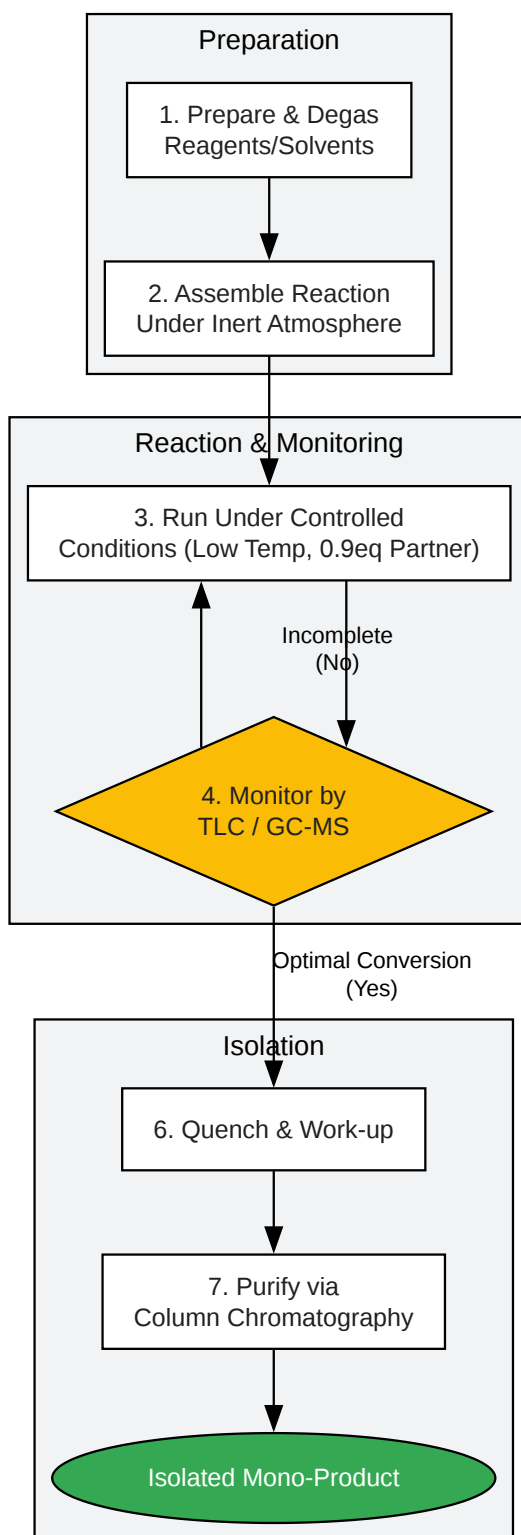 Preparation
1. Prepare & Degas
Reagents/Solvents
2. Assemble Reaction
Under Inert Atmosphere
Reaction & Monitoring
3. Run Under Controlled
Conditions (Low Temp, 0.9eq Partner)
Incomplete
(No)
4. Monitor by
TLC / GC-MS
Optimal Conversion
(Yes)
Isolation
6. Quench & Work-up
7. Purify via
Column Chromatography
Isolated Mono-Product